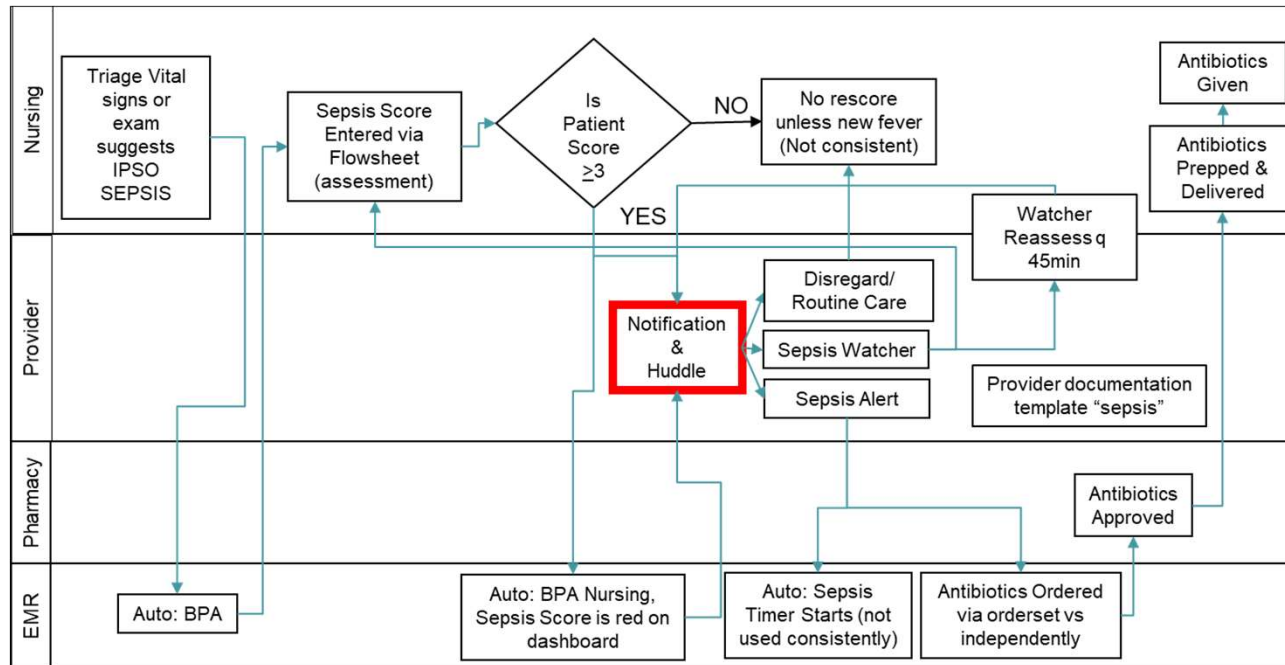 Nursing
Triage Vital
signs or
exam
suggests
IPSO
SEPSIS
Sepsis Score
Entered via
Flowsheet
(assessment)
Is
Patient
Score
≥3
NO
YES
No rescore
unless new fever
(Not consistent)
Watcher
Reassess q
45min
Antibiotics
Given
Antibiotics
Prepped &
Delivered
Provider
Notification
&
Huddle
Disregard/
Routine Care
Sepsis Watcher
Sepsis Alert
Provider documentation
template “sepsis”
Pharmacy
Antibiotics
Approved
EMR
Auto: BPA
Auto: BPA Nursing,
Sepsis Score is red on
dashboard
Auto: Sepsis
Timer Starts (not
used consistently)
Antibiotics Ordered
via orderset vs
independently